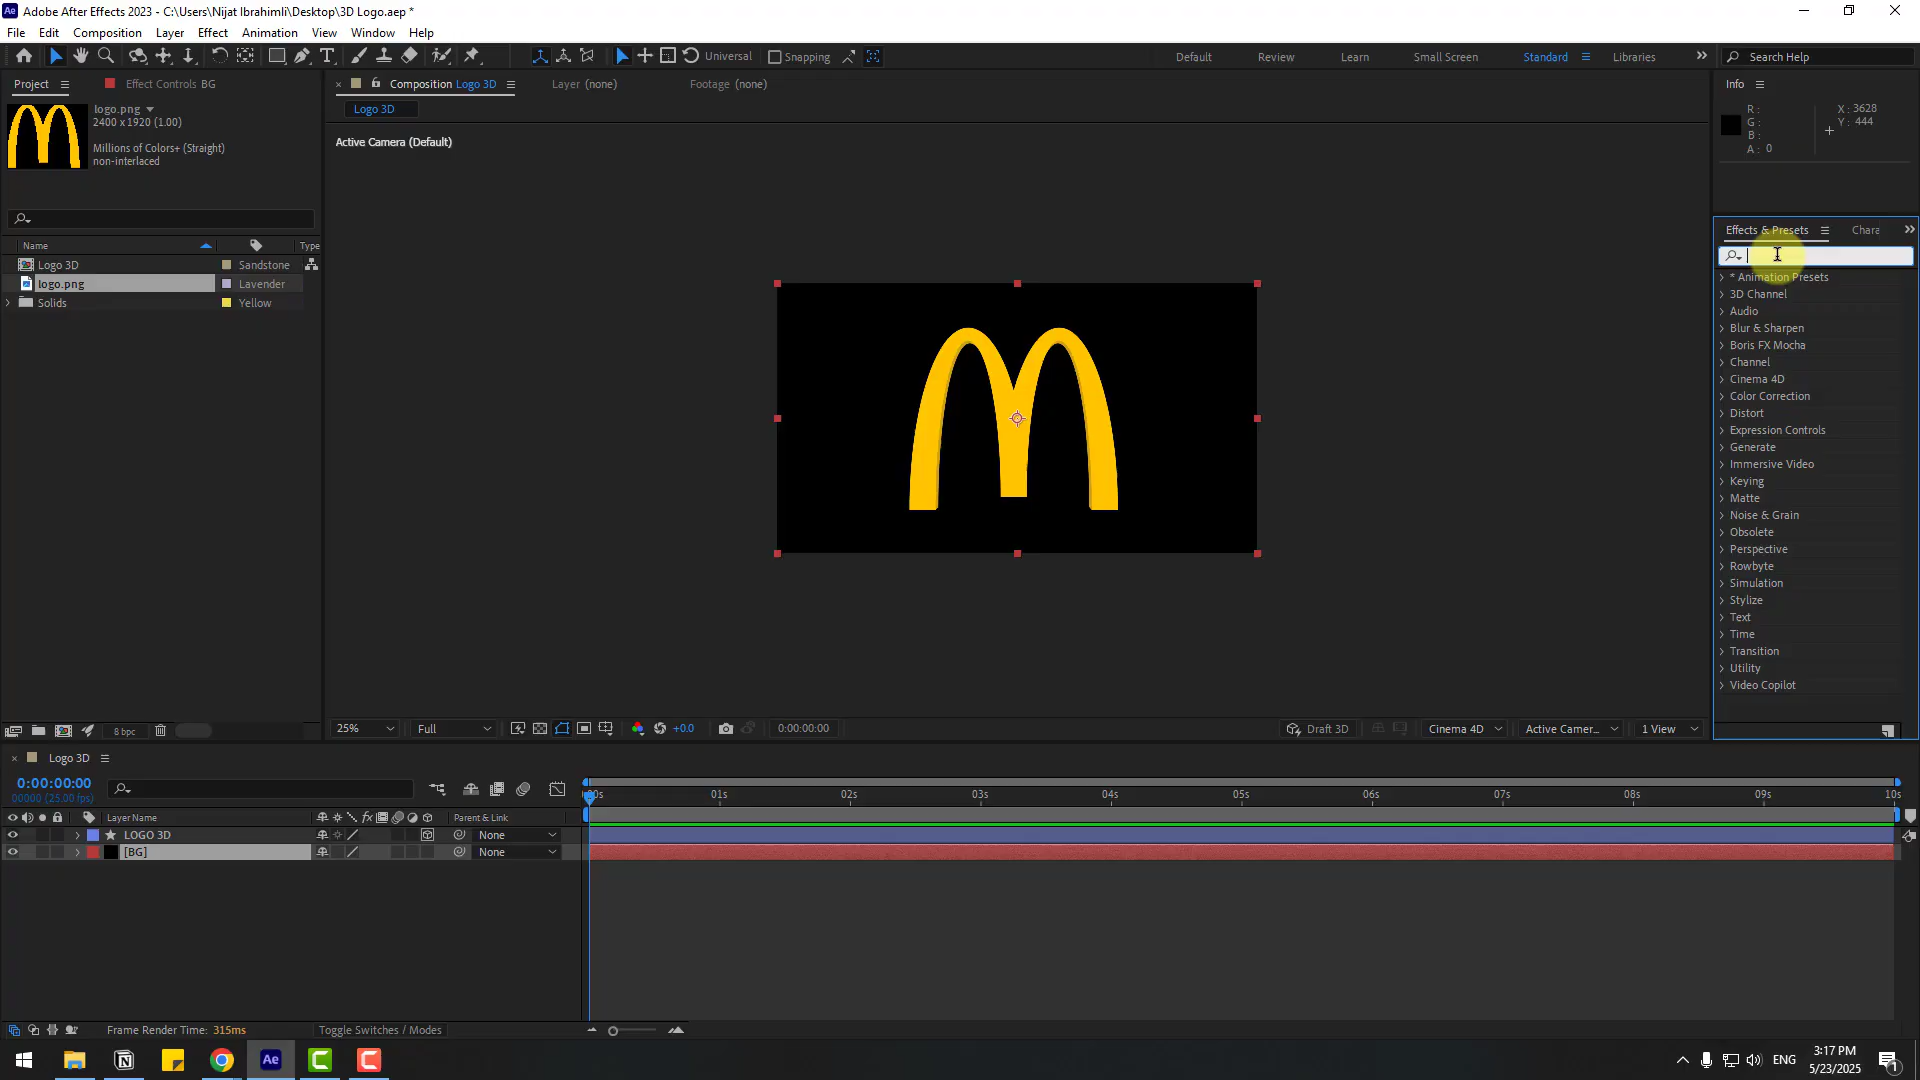 Adobe After Effects 2023 - C:\Users\Nijat Ibrahimli\Desktop\3D Logo.aep *
File Edit Composition Layer Effect Animation View Window Help
Universal Snapping Default Review Learn Small Screen Standard Libraries Search Help
Project Effect Controls BG
logo.png
2400 x 1920 (1.00)
Millions of Colors+ (Straight)
non-interlaced
Name Type
Logo 3D Sandstone
logo.png Lavender
Solids Yellow
8 bpc
Composition Logo 3D Layer (none) Footage (none)
Logo 3D
Active Camera (Default)
25% Full +0.0 0:00:00:00 Draft 3D Cinema 4D Active Camer... 1 View
Info
R : X : 3628
G : Y : 444
B :
A : 0
Effects & Presets Chara
* Animation Presets
3D Channel
Audio
Blur & Sharpen
Boris FX Mocha
Channel
Cinema 4D
Color Correction
Distort
Expression Controls
Generate
Immersive Video
Keying
Matte
Noise & Grain
Obsolete
Perspective
Rowbyte
Simulation
Stylize
Text
Time
Transition
Utility
Video Copilot
Logo 3D
0:00:00:00
00000 (25.00 fps)
00s 01s 02s 03s 04s 05s 06s 07s 08s 09s 10s
Layer Name Parent & Link
LOGO 3D None
[BG] None
Frame Render Time: 315ms Toggle Switches / Modes
ENG
3:17 PM
5/23/2025
1